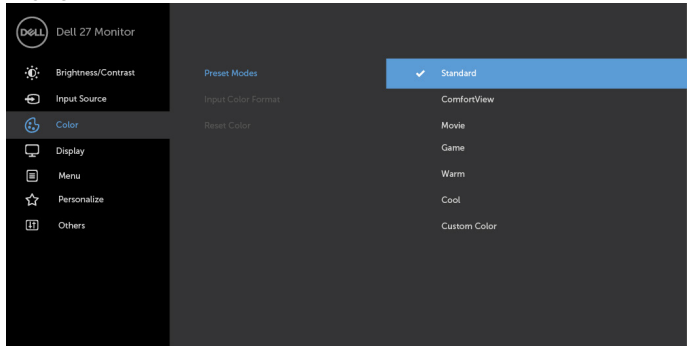 DELL Dell 27 Monitor
Brightness/Contrast Preset Modes Standard
Input Source Input Color Format ComfortView
Color Reset Color Movie
Display Game
Menu Warm
Personalize Cool
Others Custom Color